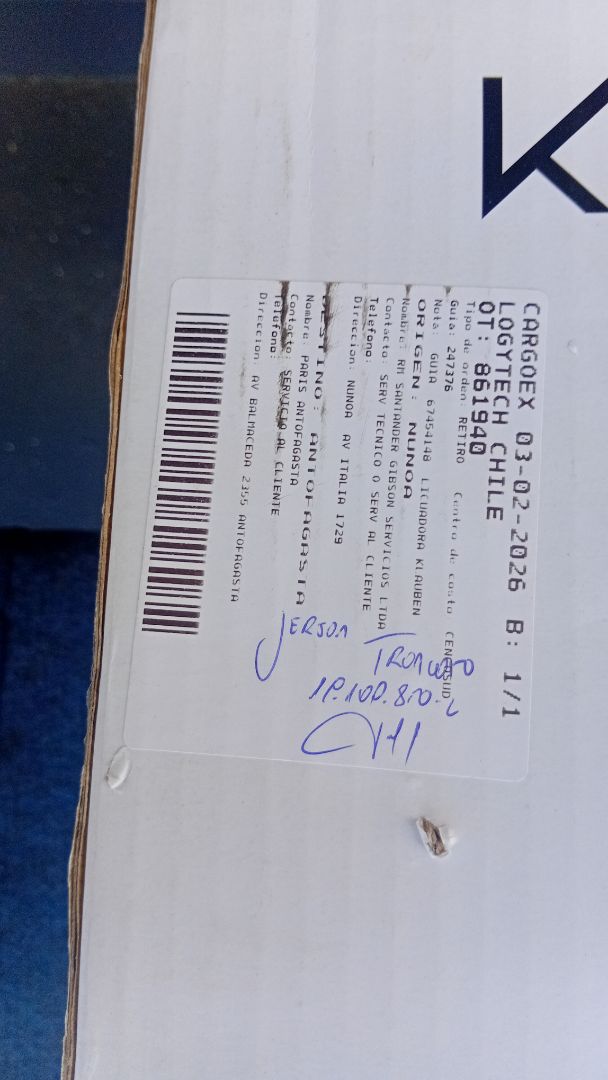 K
CARGOEX 03-02-2026 B: 1/1
LOGYTECH CHILE
OT: 861940
Tipo de orden: RETIRO Centro de costo CENCOSUD
Guia: 247376
Nota: GUIA 67454148 LICUADORA KLAUBEN
ORIGEN: NUNOA
Nombre: RM SANTANDER GIBSON SERVICIOS LTDA
Contacto: SERV TECNICO O SERV AL CLIENTE
Telefono:
Direccion: NUNOA AV ITALIA 1729
DESTINO: ANTOFAGASTA
Nombre: PARIS ANTOFAGASTA
Contacto: SERVICIO AL CLIENTE
Telefono:
Direccion: AV BALMACEDA 2355 ANTOFAGASTA
JERSON